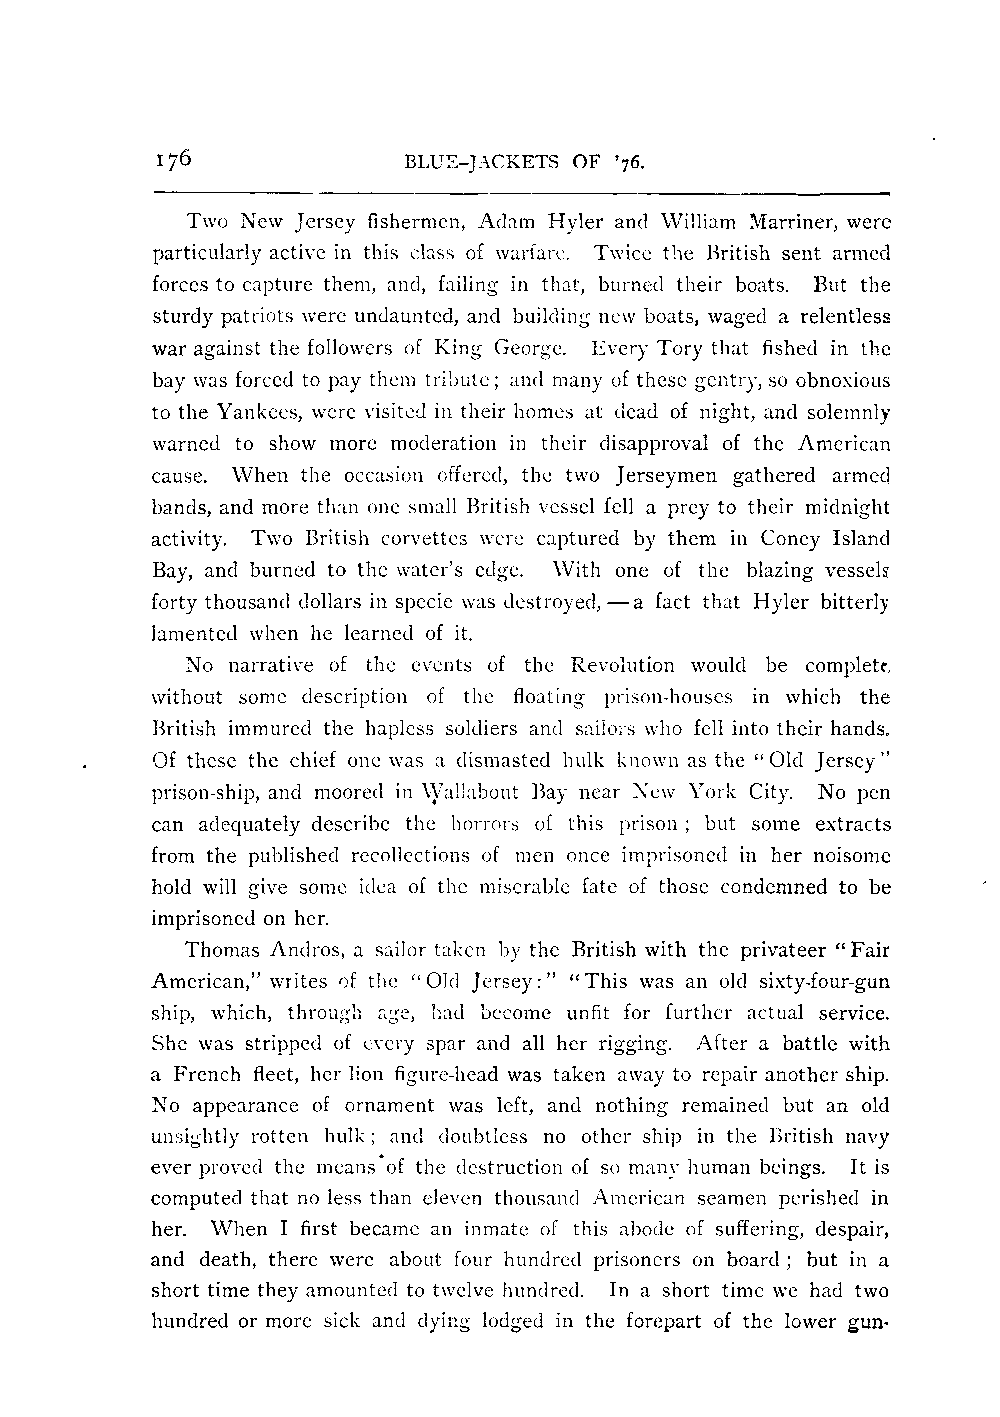 176 BLUE-JACKETS OF '76.
Two New Jersey fishermen, Adam Hyler and William Marriner, were
particularly active in this class of warfare. Twice the British sent armed
forces to capture them, and, failing in that, burned their boats. But the
sturdy patriots were undaunted, and building new boats, waged a relentless
war against the followers of King George. Every Tory that fished in the
bay was forced to pay them tribute; and many of these gentry, so obnoxious
to the Yankees, were visited in their homes at dead of night, and solemnly
warned to show more moderation in their disapproval of the American
cause. When the occasion offered, the two Jerseymen gathered armed
bands, and more than one small British vessel fell a prey to their midnight
activity. Two British corvettes were captured by them in Coney Island
Bay, and burned to the water's edge. With one of the blazing vessels
forty thousand dollars in specie was destroyed, — a fact that Hyler bitterly
lamented when he learned of it.
No narrative of the events of the Revolution would be complete,
without some description of the floating prison-houses in which the
British immured the hapless soldiers and sailors who fell into their hands.
Of these the chief one was a dismasted hulk known as the "Old Jersey"
prison-ship, and moored in Wallabout Bay near New York City. No pen
can adequately describe the horrors of this prison; but some extracts
from the published recollections of men once imprisoned in her noisome
hold will give some idea of the miserable fate of those condemned to be
imprisoned on her.
Thomas Andros, a sailor taken by the British with the privateer "Fair
American," writes of the "Old Jersey:" "This was an old sixty-four-gun
ship, which, through age, had become unfit for further actual service.
She was stripped of every spar and all her rigging. After a battle with
a French fleet, her lion figure-head was taken away to repair another ship.
No appearance of ornament was left, and nothing remained but an old
unsightly rotten hulk; and doubtless no other ship in the British navy
ever proved the means of the destruction of so many human beings. It is
computed that no less than eleven thousand American seamen perished in
her. When I first became an inmate of this abode of suffering, despair,
and death, there were about four hundred prisoners on board; but in a
short time they amounted to twelve hundred. In a short time we had two
hundred or more sick and dying lodged in the forepart of the lower gun-